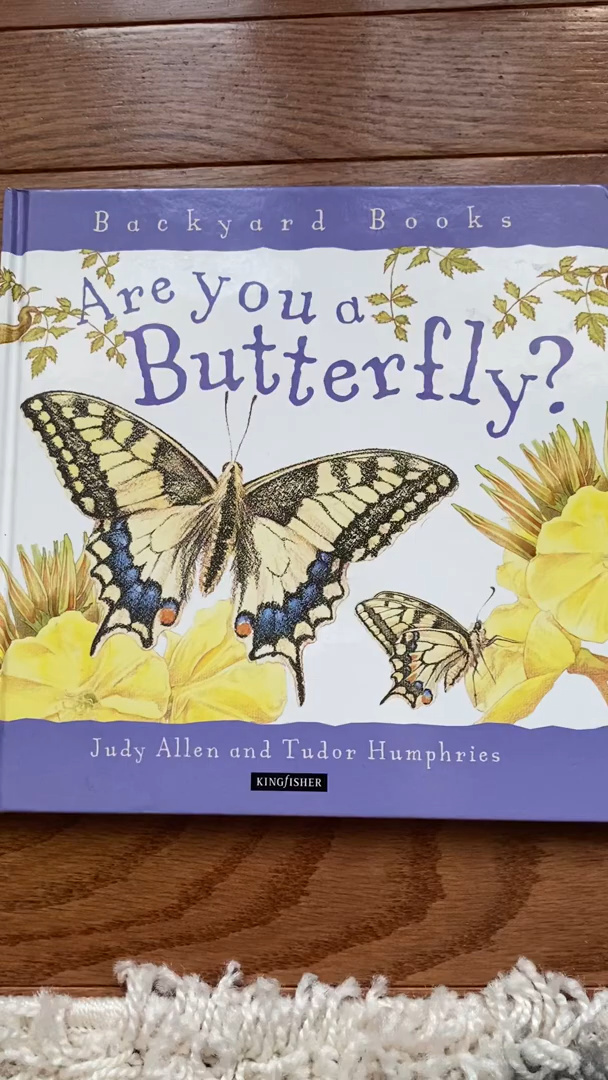 Backyard Books
Are you a
Butterfly?
Judy Allen and Tudor Humphries
KINGFISHER